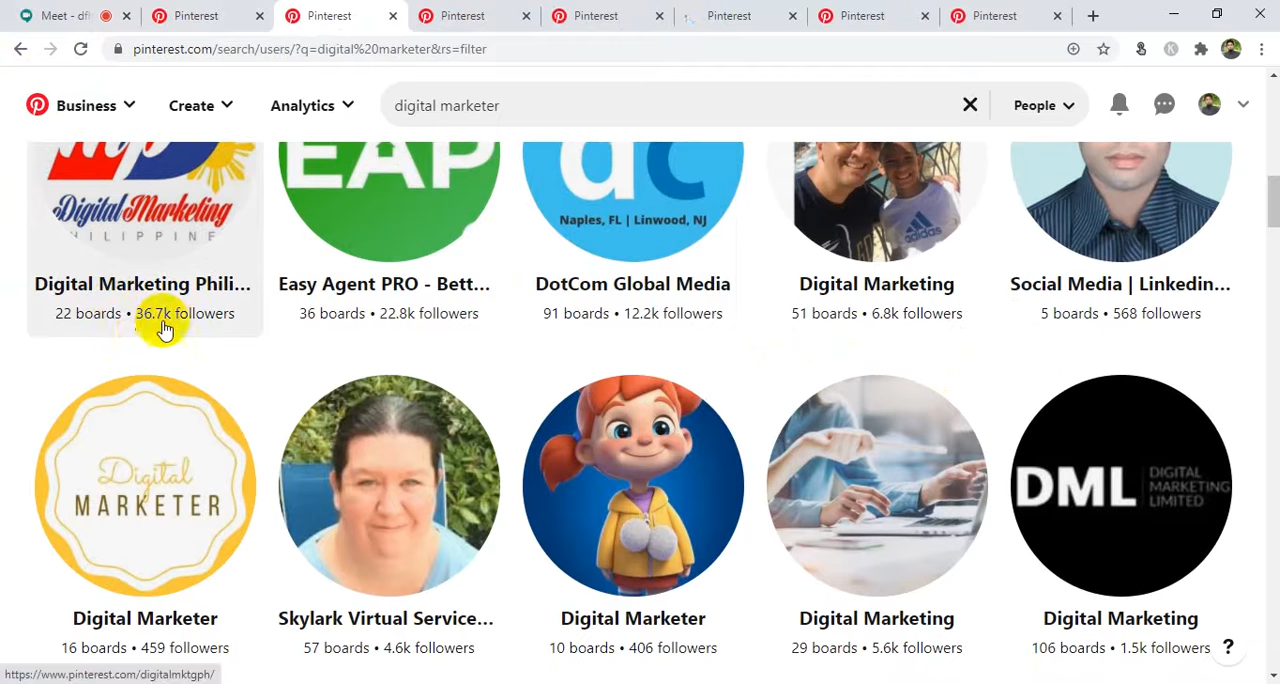 Meet - dft
Pinterest
Pinterest
Pinterest
Pinterest
Pinterest
Pinterest
Pinterest
pinterest.com/search/users/?q=digital%20marketer&rs=filter
Business
Create
Analytics
digital marketer
People
Digital Marketing
PHILIPPINE
EAP
dc
Naples, FL | Linwood, NJ
adidas
Digital Marketing Phili...
Easy Agent PRO - Bett...
DotCom Global Media
Digital Marketing
Social Media | Linkedin...
22 boards • 36.7k followers
36 boards • 22.8k followers
91 boards • 12.2k followers
51 boards • 6.8k followers
5 boards • 568 followers
Digital
MARKETER
DML
DIGITAL
MARKETING
LIMITED
Digital Marketer
Skylark Virtual Service...
Digital Marketer
Digital Marketing
Digital Marketing
16 boards • 459 followers
57 boards • 4.6k followers
10 boards • 406 followers
29 boards • 5.6k followers
106 boards • 1.5k followers
?
https://www.pinterest.com/digitalmktgph/